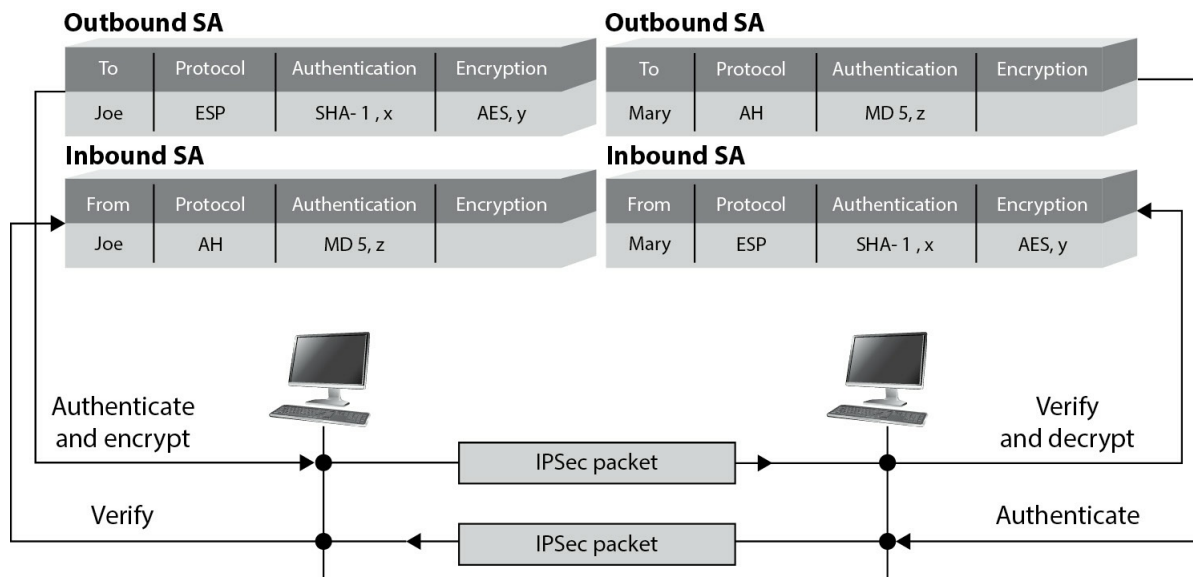 Outbound SA
To Protocol Authentication Encryption
Joe ESP SHA- 1 , x AES, y
Inbound SA
From Protocol Authentication Encryption
Joe AH MD 5, z
Outbound SA
To Protocol Authentication Encryption
Mary AH MD 5, z
Inbound SA
From Protocol Authentication Encryption
Mary ESP SHA- 1 , x AES, y
Authenticate
and encrypt
IPSec packet
Verify
and decrypt
Verify
IPSec packet
Authenticate